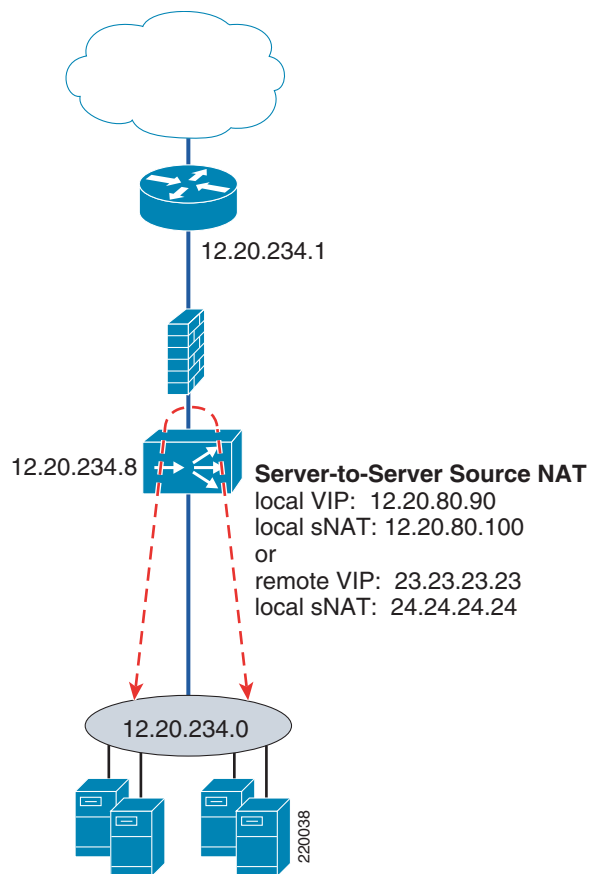 12.20.234.1
12.20.234.8
Server-to-Server Source NAT
local VIP: 12.20.80.90
local sNAT: 12.20.80.100
or
remote VIP: 23.23.23.23
local sNAT: 24.24.24.24
12.20.234.0
220038